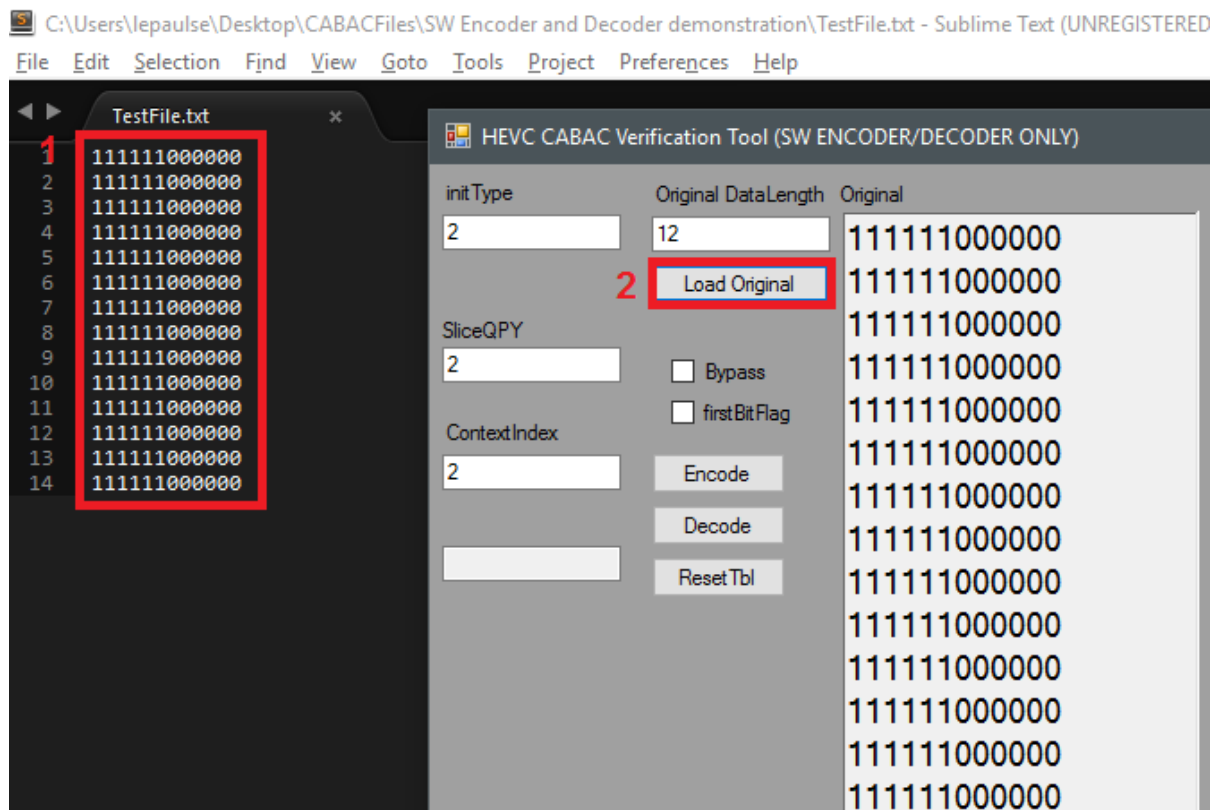 C:\Users\lepaulse\Desktop\CABACFiles\SW Encoder and Decoder demonstration\TestFile.txt - Sublime Text (UNREGISTERED
File Edit Selection Find View Goto Tools Project Preferences Help
TestFile.txt
1
1 111111000000
2 111111000000
3 111111000000
4 111111000000
5 111111000000
6 111111000000
7 111111000000
8 111111000000
9 111111000000
10 111111000000
11 111111000000
12 111111000000
13 111111000000
14 111111000000
HEVC CABAC Verification Tool (SW ENCODER/DECODER ONLY)
initType
2
SliceQPY
2
ContextIndex
2
Original DataLength
12
2 Load Original
Bypass
firstBitFlag
Encode
Decode
ResetTbl
Original
111111000000
111111000000
111111000000
111111000000
111111000000
111111000000
111111000000
111111000000
111111000000
111111000000
111111000000
111111000000
111111000000
111111000000